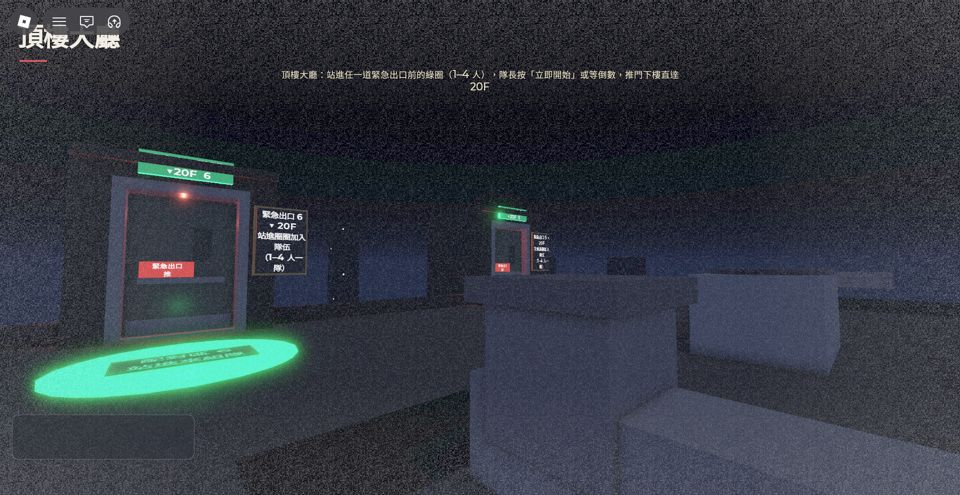 頂樓大廳
頂樓大廳：站進任一道緊急出口前的綠圈（1–4 人），隊長按「立即開始」或等倒數，推門下樓直達
20F
▼20F 6
緊急出口 6
▼ 20F
站進圈圈加入
隊伍
（1–4 人一
隊）
緊急出口
推